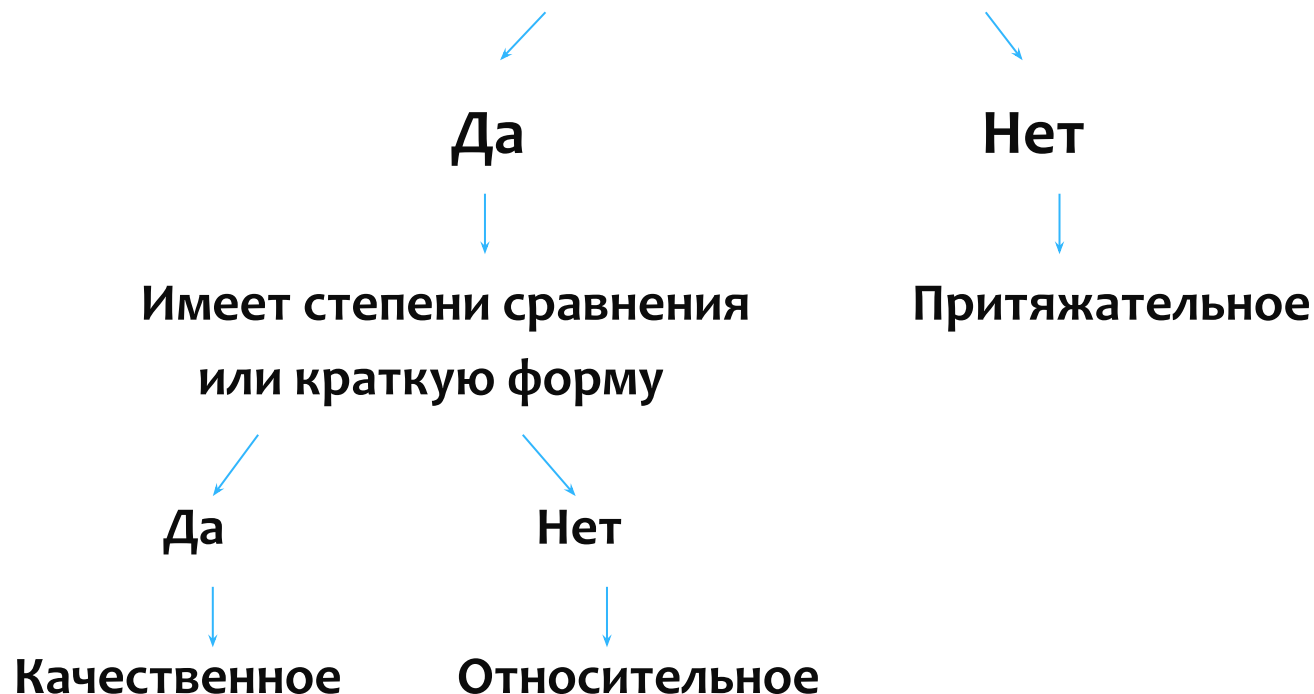 Да Нет
Имеет степени сравнения Притяжательное
или краткую форму
Да Нет
Качественное Относительное